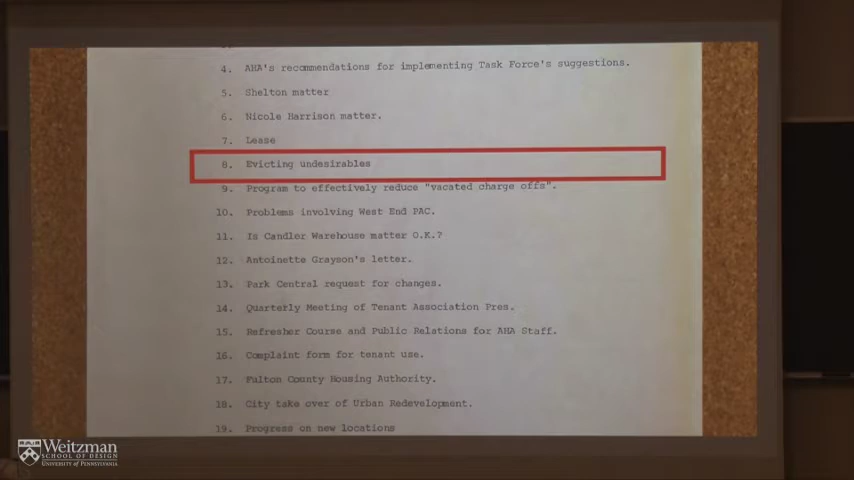 4. AHA's recommendations for implementing Task Force's suggestions.
5. Shelton matter
6. Nicole Harrison matter.
7. Lease
8. Evicting undesirables
9. Program to effectively reduce "vacated charge offs".
10. Problems involving West End PAC.
11. Is Candler Warehouse matter O.K.?
12. Antoinette Grayson's letter.
13. Park Central request for changes.
14. Quarterly Meeting of Tenant Association Pres.
15. Refresher Course and Public Relations for AHA Staff.
16. Complaint form for tenant use.
17. Fulton County Housing Authority.
18. City take over of Urban Redevelopment.
19. Progress on new locations
Weitzman
SCHOOL OF DESIGN
UNIVERSITY OF PENNSYLVANIA